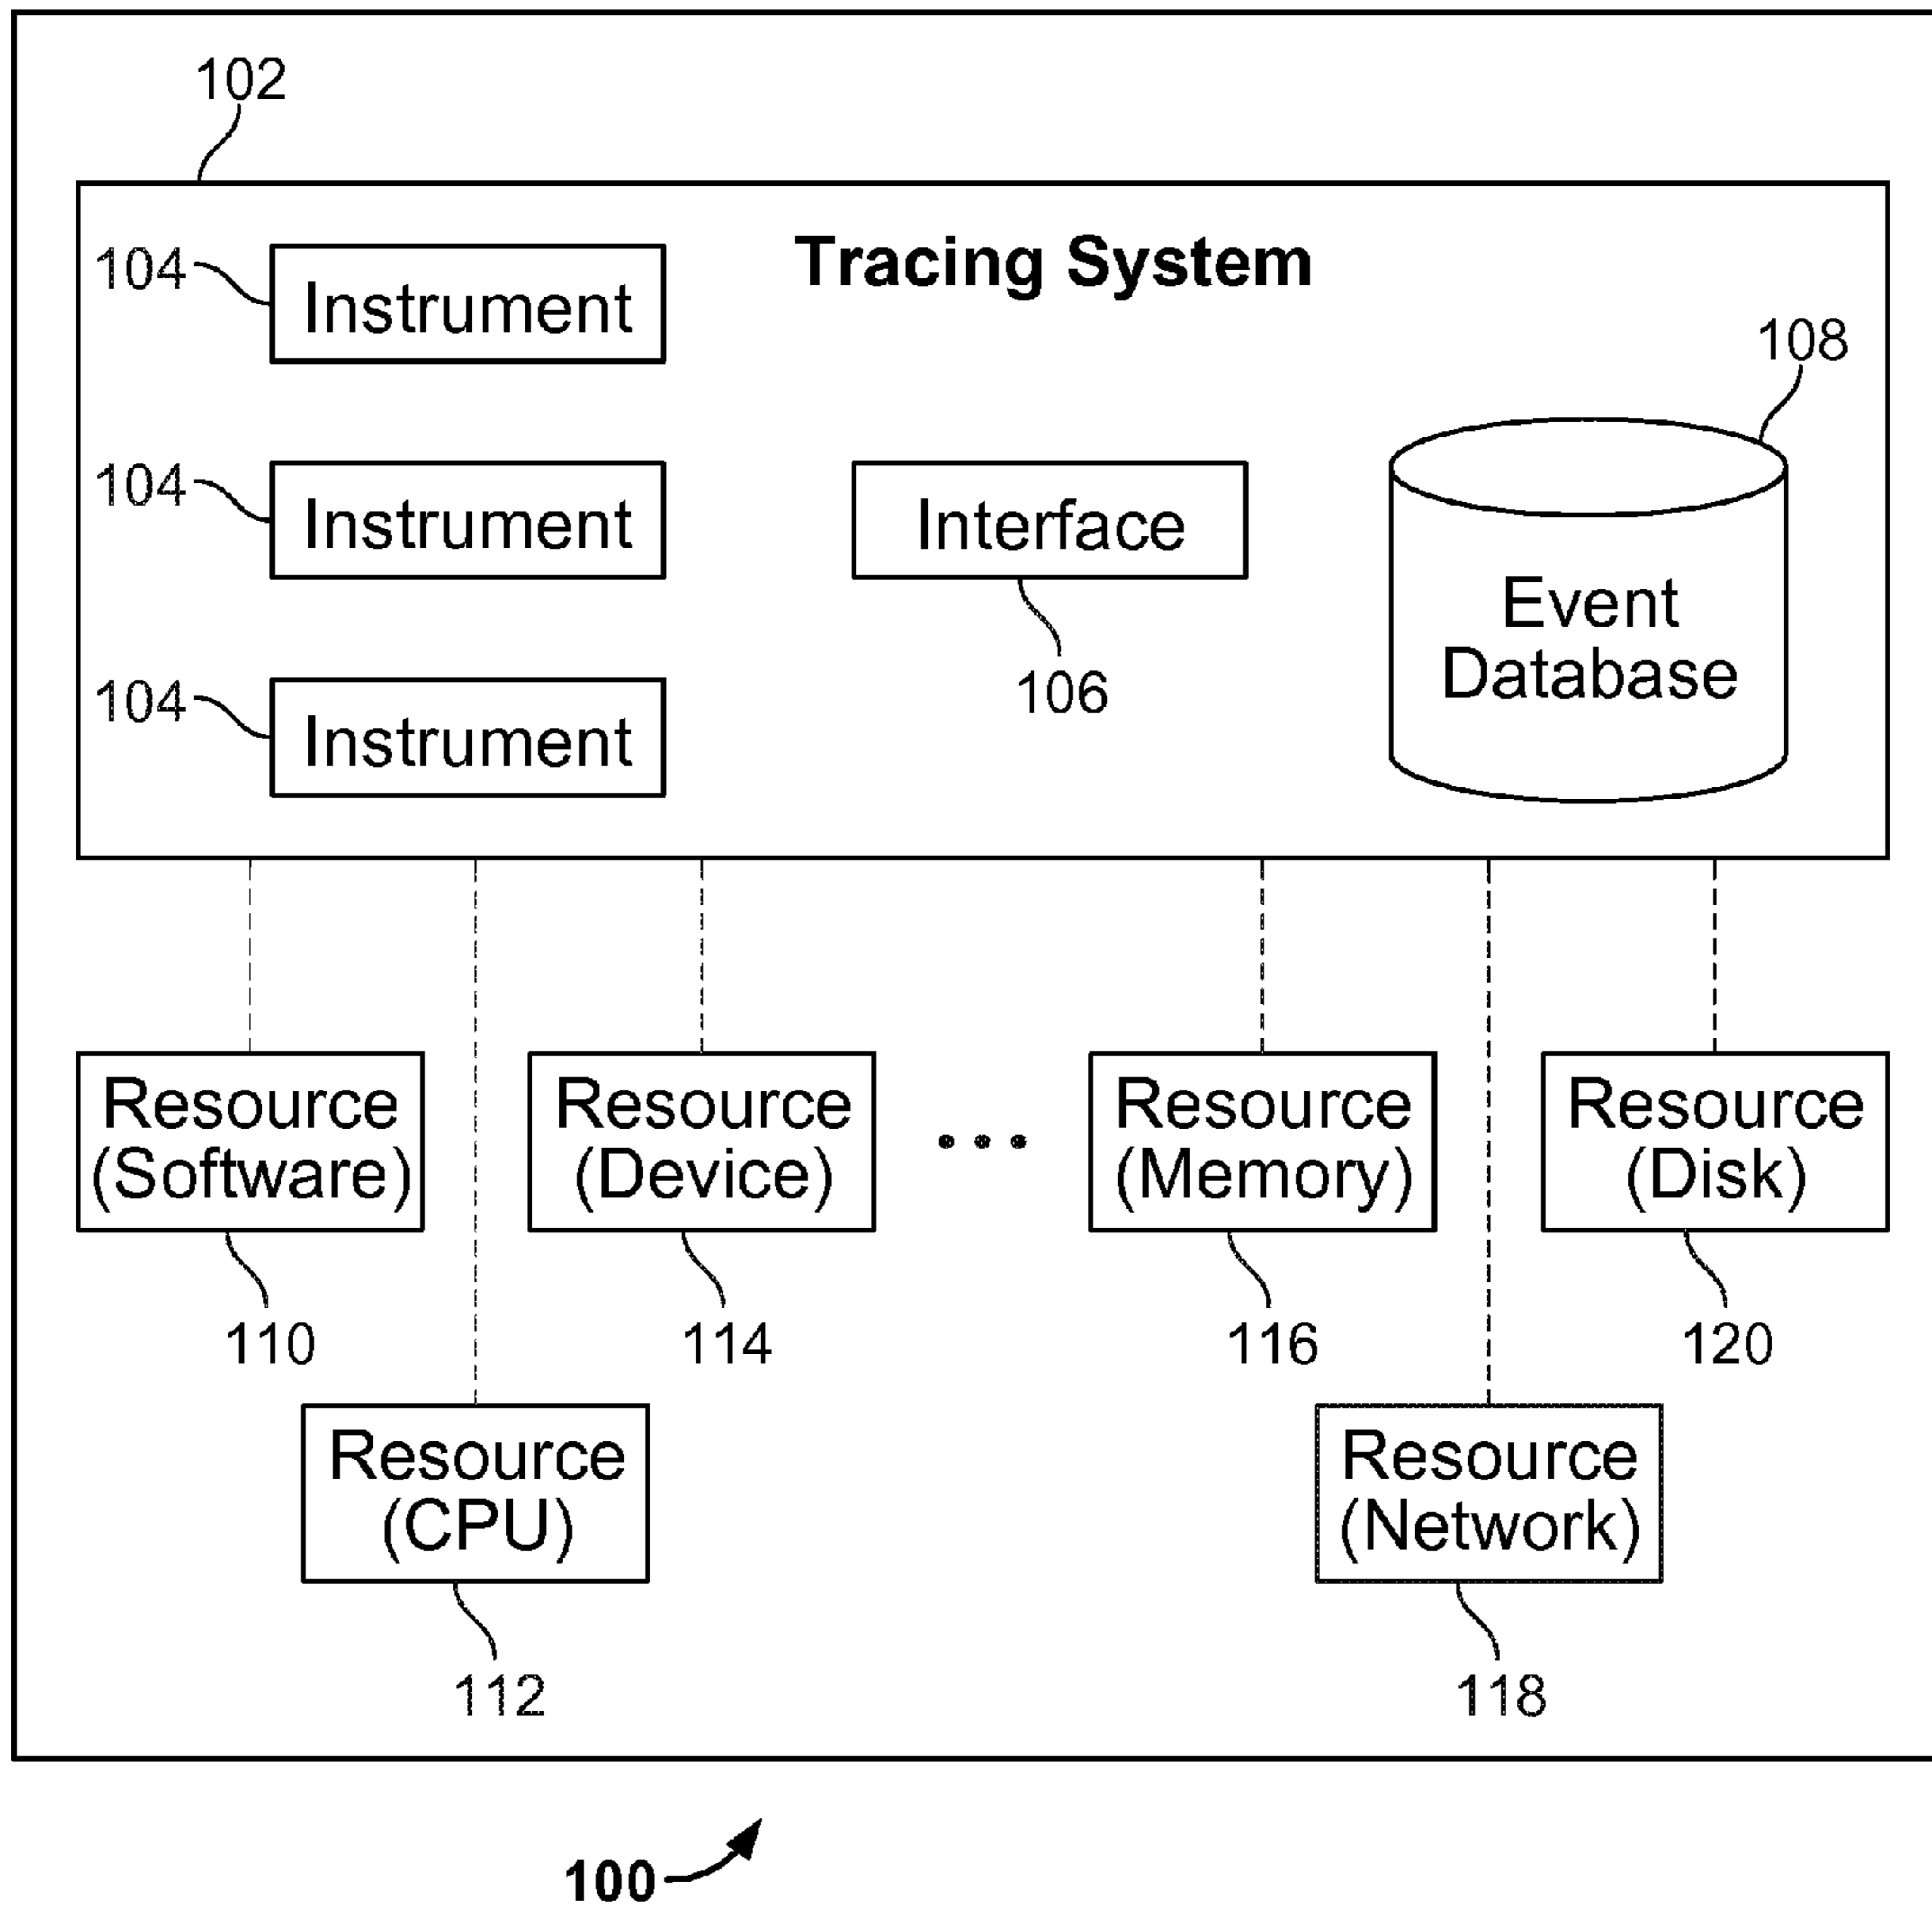 102
104
Instrument
Tracing System
108
104
Instrument
Interface
Event
Database
106
104
Instrument
Resource
(Software)
Resource
(Device)
...
Resource
(Memory)
Resource
(Disk)
110
114
116
120
Resource
(CPU)
Resource
(Network)
112
118
100